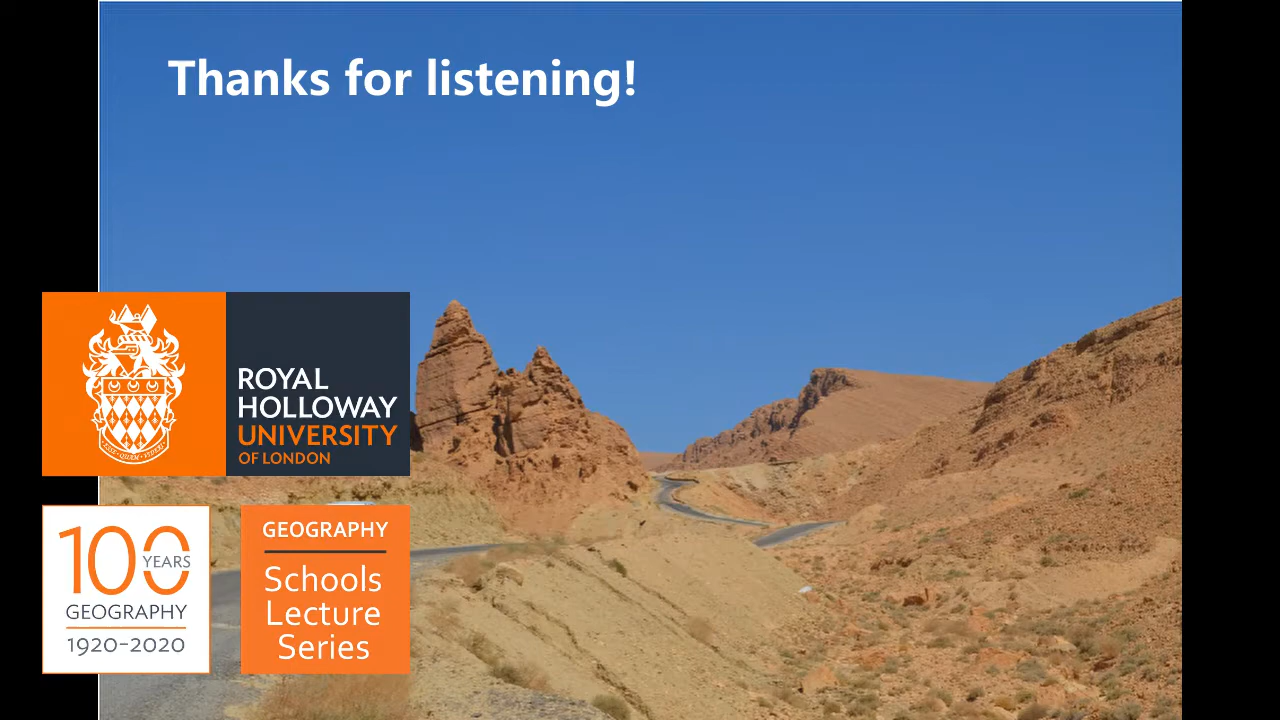 Thanks for listening!
ROYAL
HOLLOWAY
UNIVERSITY
OF LONDON
100 YEARS
GEOGRAPHY
1920-2020
GEOGRAPHY
Schools
Lecture
Series